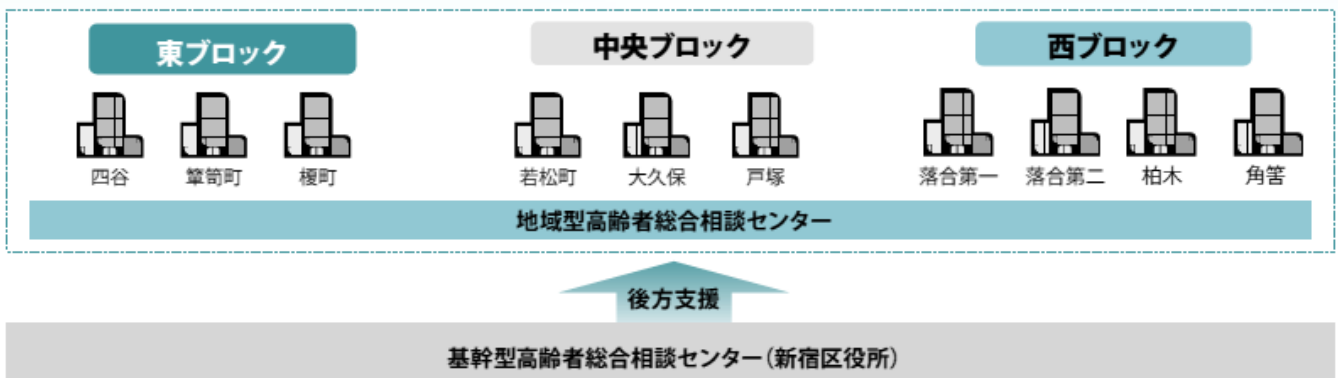 東ブロック
中央ブロック
西ブロック
四谷
簞笥町
榎町
若松町
大久保
戸塚
落合第一
落合第二
柏木
角筈
地域型高齢者総合相談センター
後方支援
基幹型高齢者総合相談センター（新宿区役所）